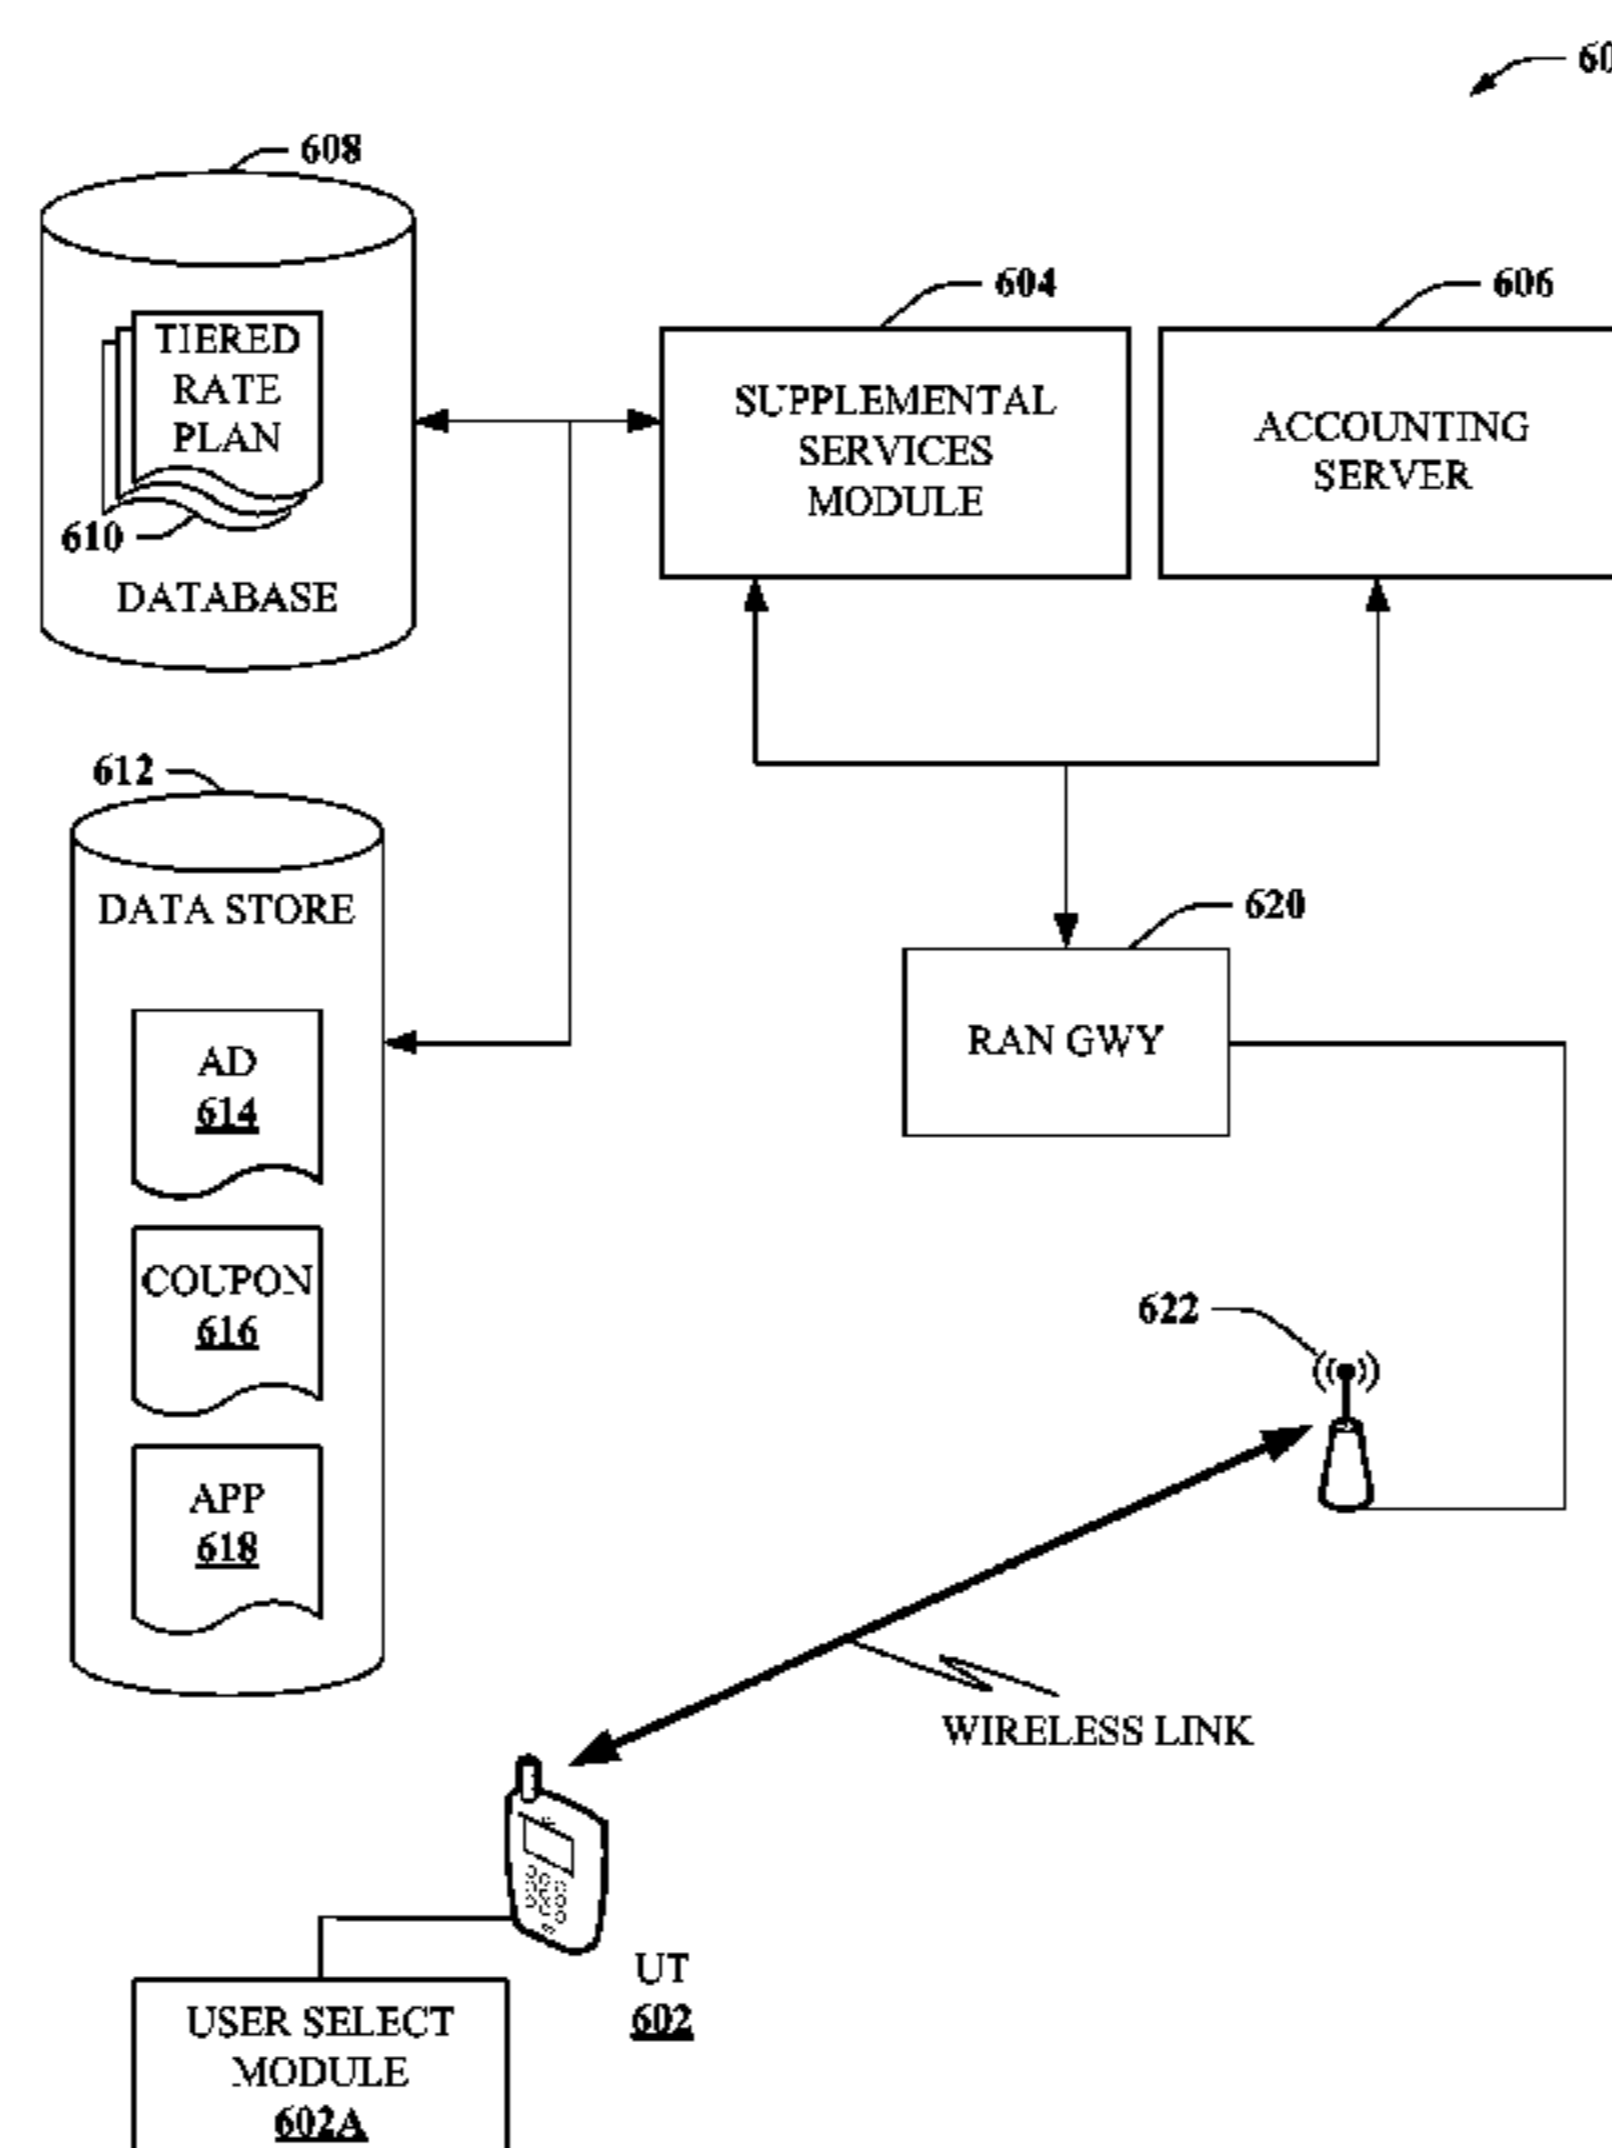 608
TIERED
RATE
PLAN
610
DATABASE
604
SUPPLEMENTAL
SERVICES
MODULE
606
ACCOUNTING
SERVER
612
DATA STORE
AD
614
COUPON
616
APP
618
620
RAN GWY
622
WIRELESS LINK
UT
602
USER SELECT
MODULE
602A